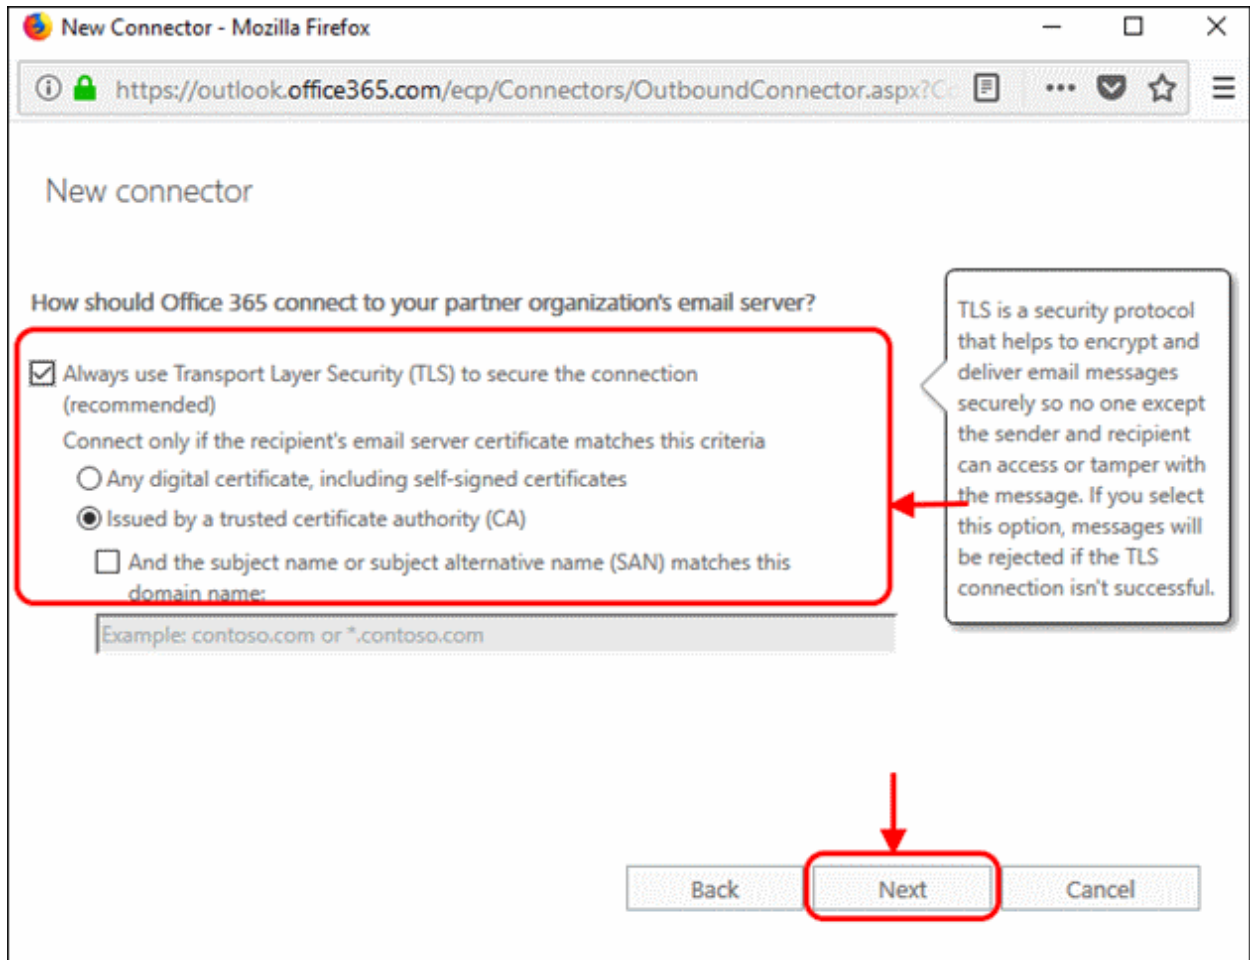 New Connector - Mozilla Firefox
https://outlook.office365.com/ecp/Connectors/OutboundConnector.aspx?
New connector
How should Office 365 connect to your partner organization's email server?
Always use Transport Layer Security (TLS) to secure the connection
(recommended)
Connect only if the recipient's email server certificate matches this criteria
Any digital certificate, including self-signed certificates
Issued by a trusted certificate authority (CA)
And the subject name or subject alternative name (SAN) matches this
domain name:
Example: contoso.com or *.contoso.com
TLS is a security protocol
that helps to encrypt and
deliver email messages
securely so no one except
the sender and recipient
can access or tamper with
the message. If you select
this option, messages will
be rejected if the TLS
connection isn't successful.
Back
Next
Cancel